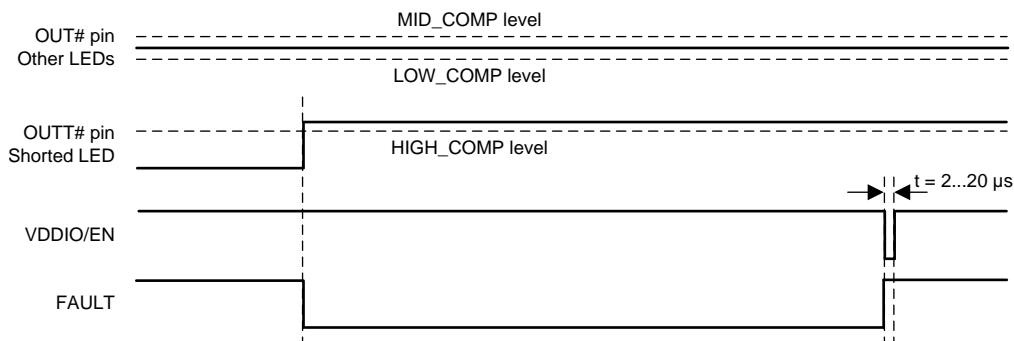 MID_COMP level
OUT# pin
Other LEDs
LOW_COMP level
OUTT# pin
Shorted LED
HIGH_COMP level
t = 2...20 µs
VDDIO/EN
FAULT